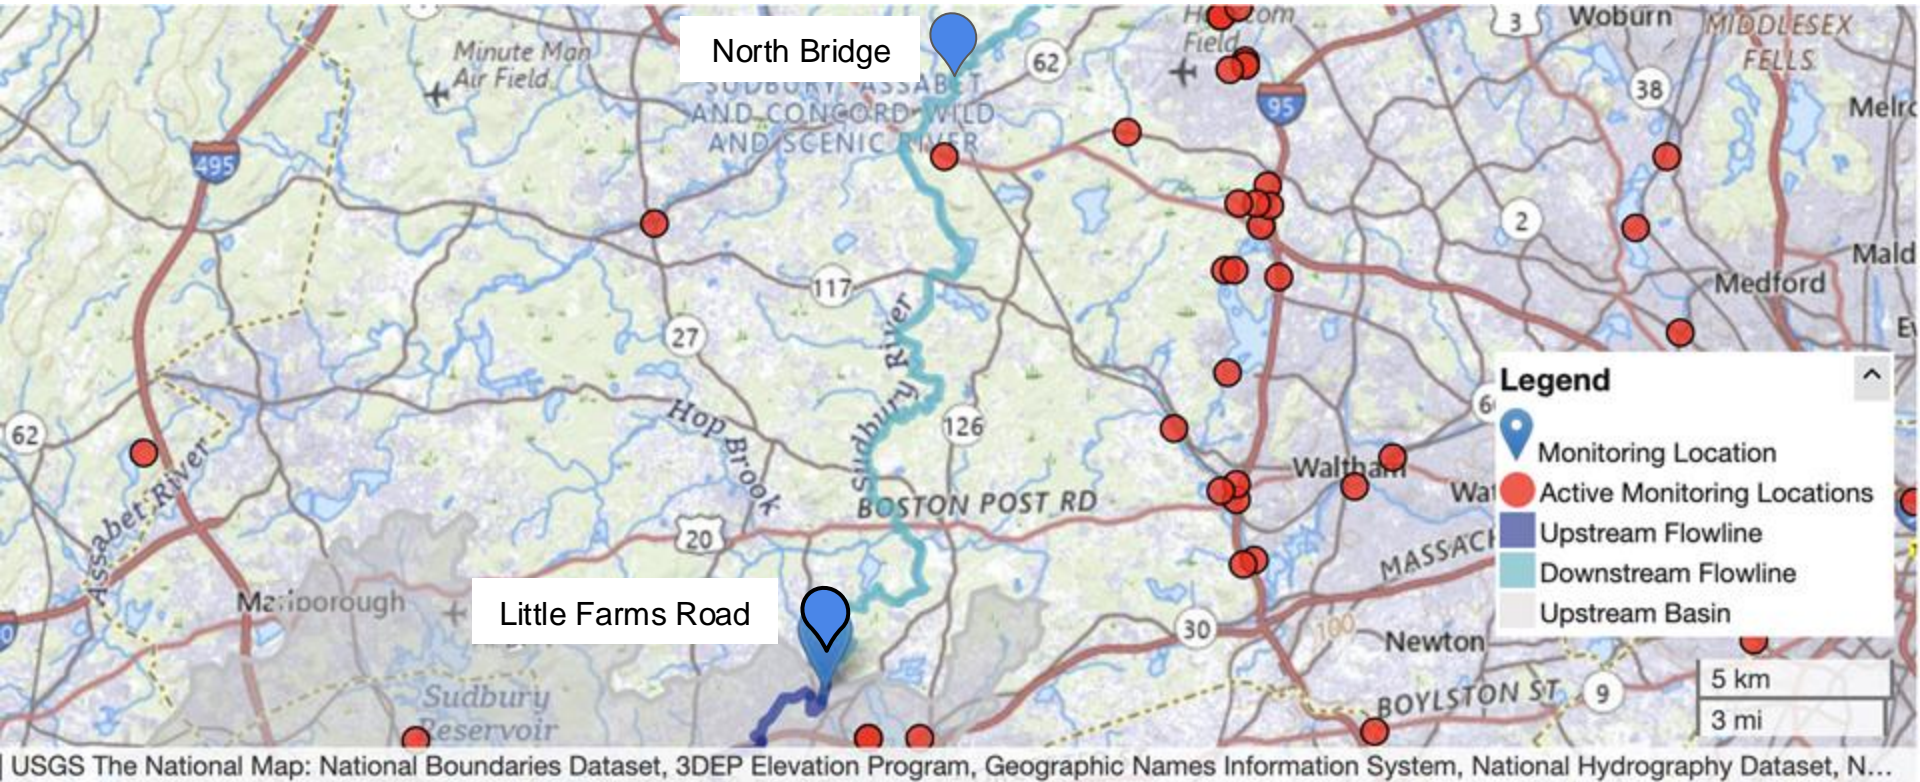 Minute Man
Air Field
North Bridge
62
SUDBURY, ASSABET
AND CONCORD WILD
AND SCENIC RIVER
Field
3
Woburn
MIDDLESEX
FELLS
38
95
495
2
Medford
117
27
Sudbury River
Hop Brook
126
62
Assabet River
BOSTON POST RD
20
Waltham
Marlborough
Little Farms Road
30
100
Newton
Sudbury
Reservoir
BOYLSTON ST
9
Legend
Monitoring Location
Active Monitoring Locations
Upstream Flowline
Downstream Flowline
Upstream Basin
5 km
3 mi
USGS The National Map: National Boundaries Dataset, 3DEP Elevation Program, Geographic Names Information System, National Hydrography Dataset, N...